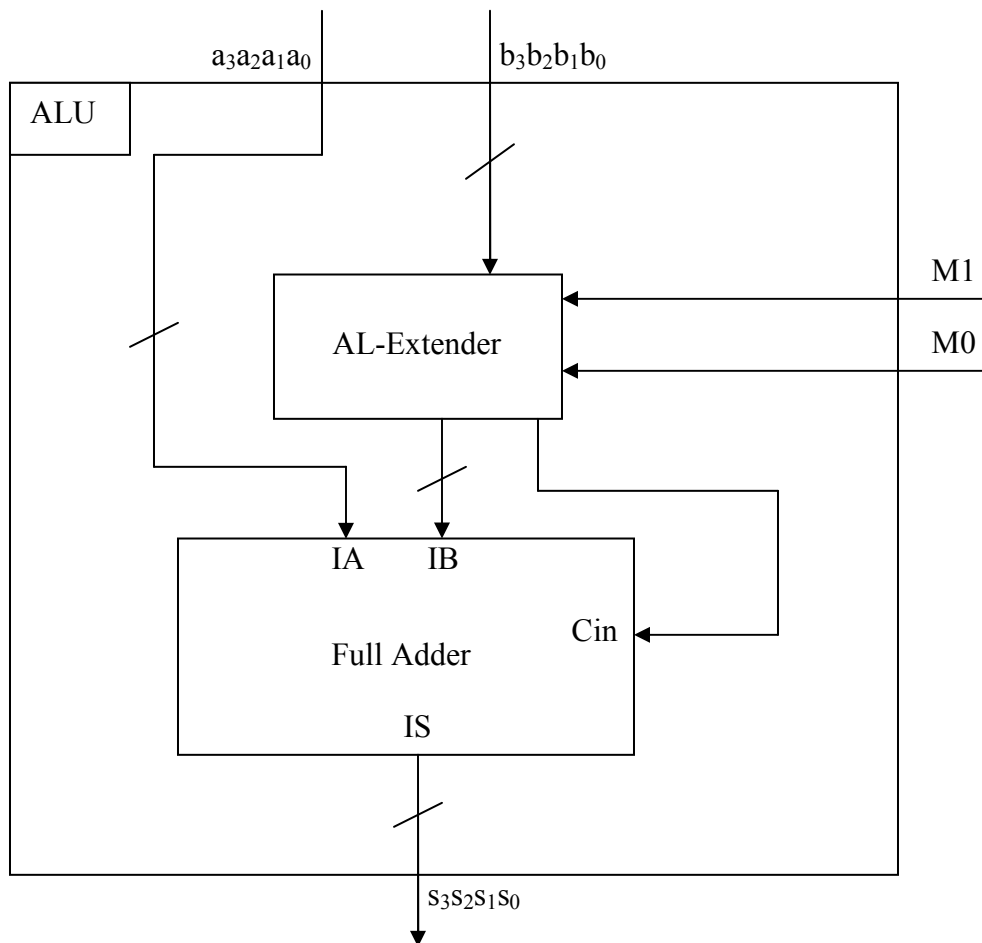 a₃a₂a₁a₀
b₃b₂b₁b₀
ALU
M1
AL-Extender
M0
IA
IB
Cin
Full Adder
IS
s₃s₂s₁s₀